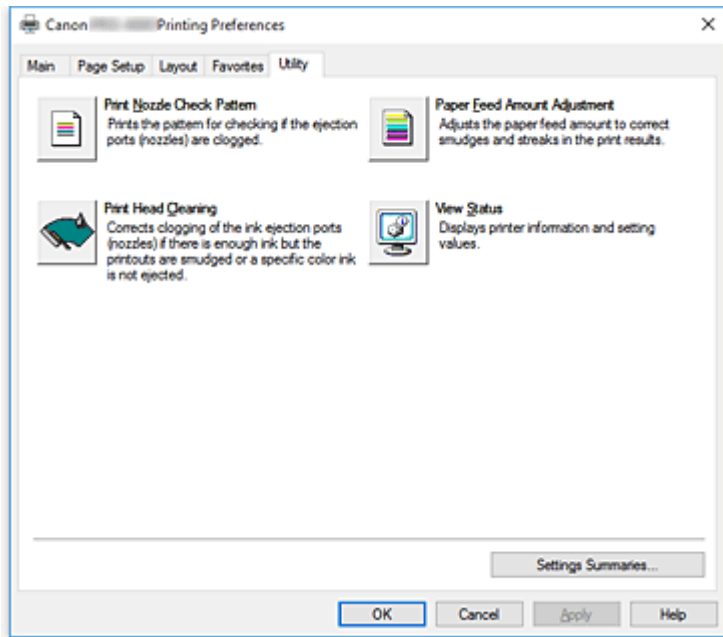 Canon Printing Preferences
Main Page Setup Layout Favorites Utility
Print Nozzle Check Pattern
Prints the pattern for checking if the ejection
ports (nozzles) are clogged.
Paper Feed Amount Adjustment
Adjusts the paper feed amount to correct
smudges and streaks in the print results.
Print Head Cleaning
Corrects clogging of the ink ejection ports
(nozzles) if there is enough ink but the
printouts are smudged or a specific color ink
is not ejected.
View Status
Displays printer information and setting
values.
Settings Summaries...
OK Cancel Apply Help